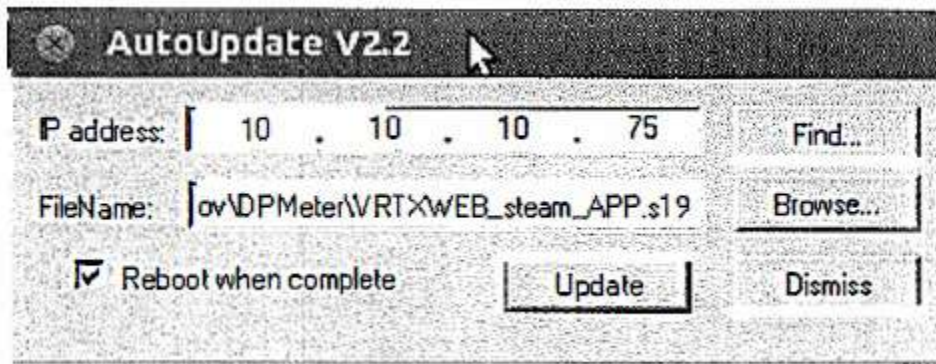 AutoUpdate V2.2
IP address: 10 . 10 . 10 . 75 Find...
FileName: ov\DPMeter\VRTXWEB_steam_APP.s19 Browse...
Reboot when complete Update Dismiss